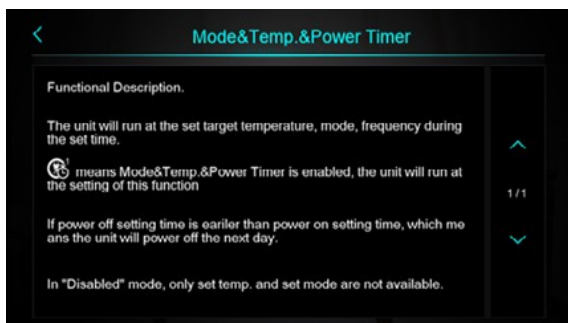 Mode&Temp.&Power Timer
Functional Description.
The unit will run at the set target temperature, mode, frequency during
the set time.
means Mode&Temp.&Power Timer is enabled, the unit will run at
the setting of this function
1/1
If power off setting time is eariler than power on setting time, which me
ans the unit will power off the next day.
In "Disabled" mode, only set temp. and set mode are not available.